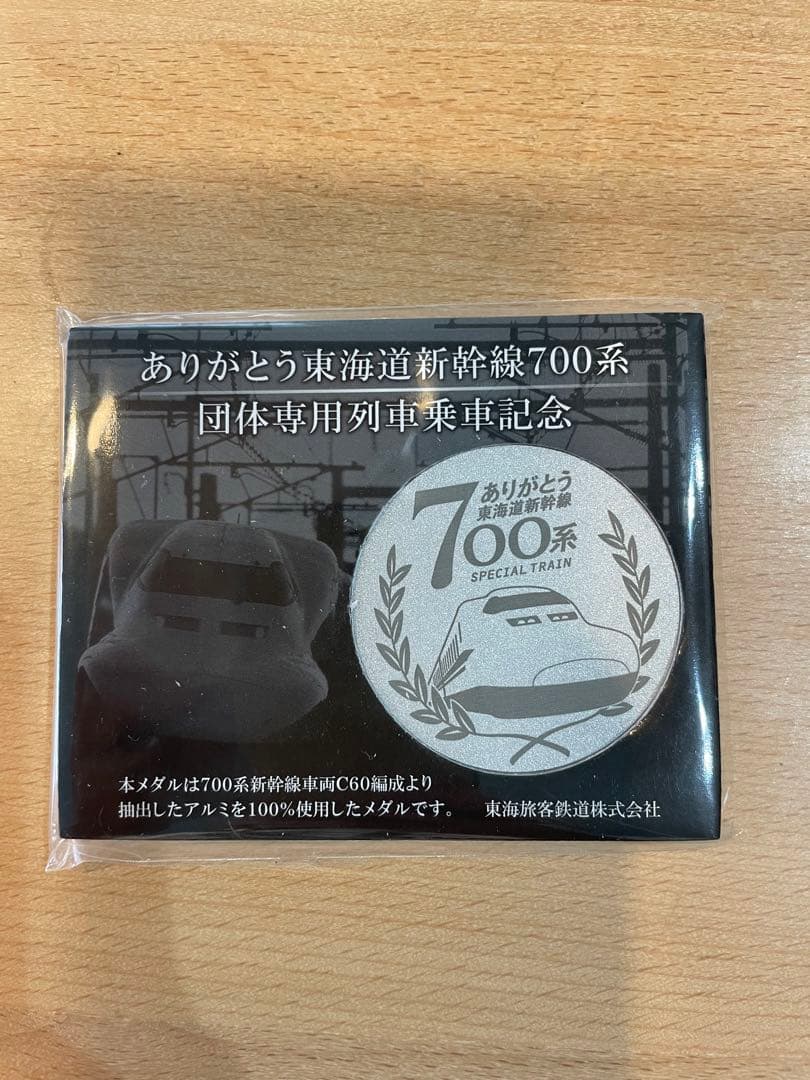 ありがとう東海道新幹線700系
団体専用列車乗車記念
ありがとう
東海道新幹線
700系
SPECIAL TRAIN
本メダルは700系新幹線車両C60編成より
抽出したアルミを100%使用したメダルです。
東海旅客鉄道株式会社